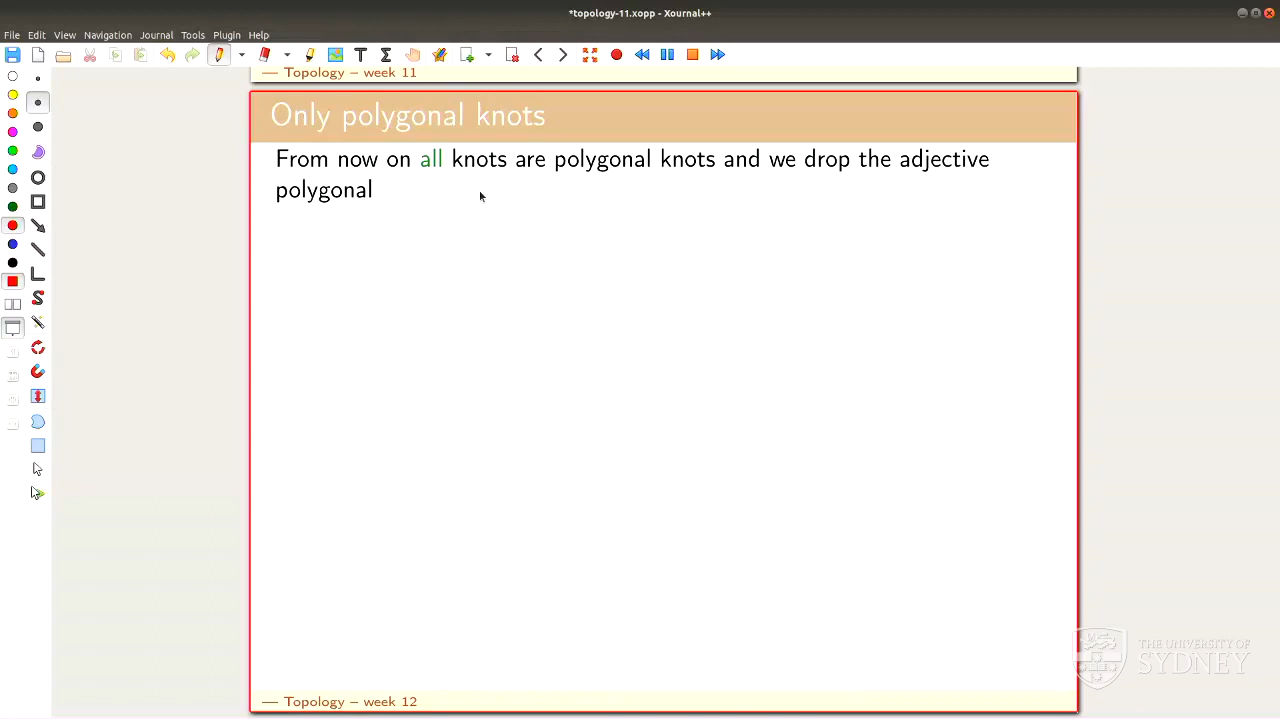 *topology-11.xopp - Xournal++
File Edit View Navigation Journal Tools Plugin Help
— Topology – week 11
Only polygonal knots
From now on all knots are polygonal knots and we drop the adjective
polygonal
THE UNIVERSITY OF
SYDNEY
— Topology – week 12